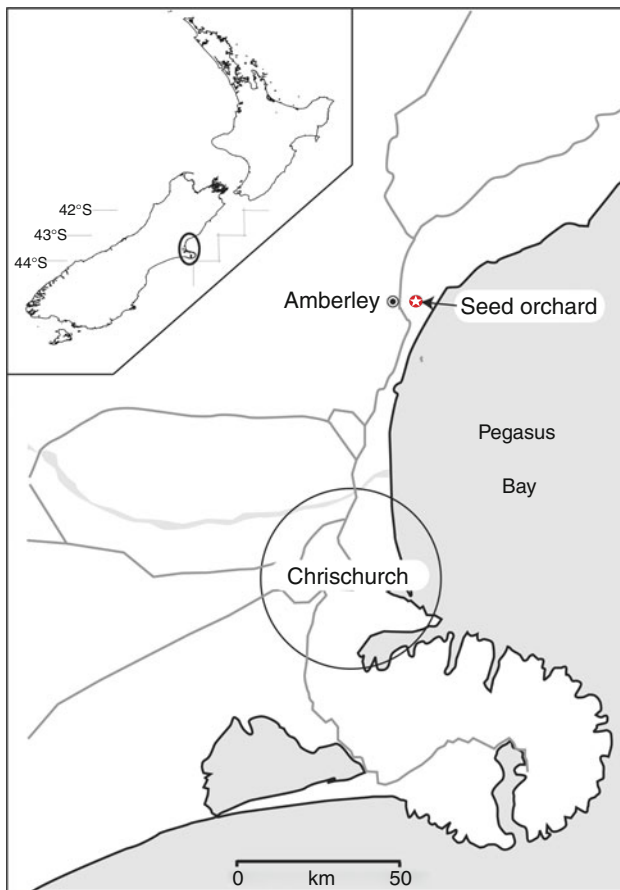 42°S
43°S
44°S
Amberley
Seed orchard
Pegasus
Bay
Chrischurch
0 km 50